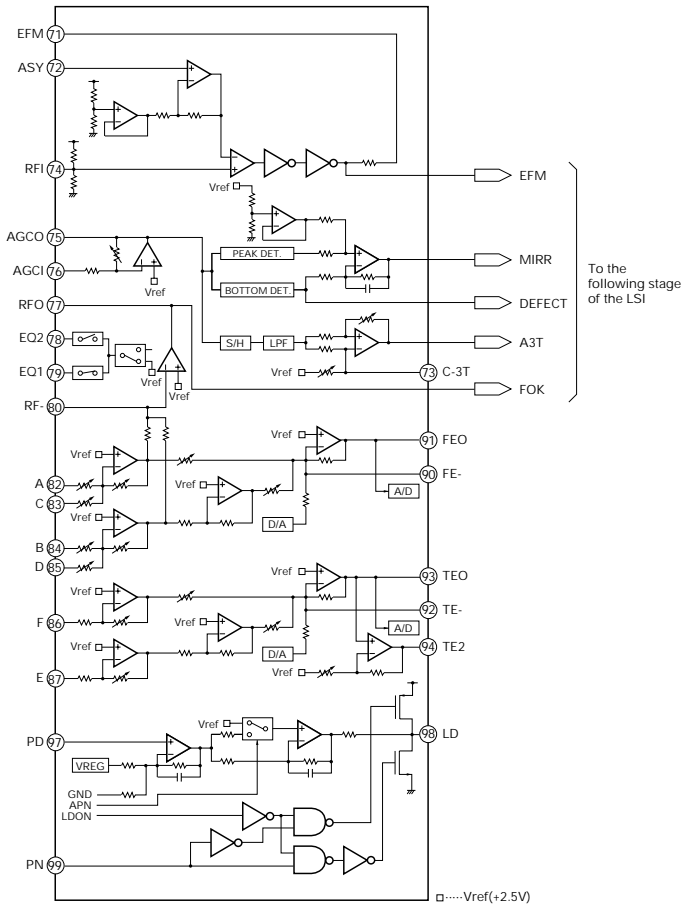 EFM 71
ASY 72
RFI 74
Vref
EFM
AGCO 75
PEAK DET.
MIRR
To the
following stage
of the LSI
AGCI 76
Vref
BOTTOM DET.
DEFECT
RFO 77
EQ2 78
S/H
LPF
A3T
EQ1 79
Vref
Vref
Vref
73 C-3T
FOK
RF- 80
Vref
Vref
91 FEO
A 82
Vref
90 FE-
C 83
A/D
Vref
D/A
B 84
D 85
Vref
93 TEO
Vref
92 TE-
F 86
Vref
A/D
94 TE2
Vref
D/A
E 87
Vref
Vref
PD 97
98 LD
VREG
GND
APN
LDON
PN 99
Vref(+2.5V)